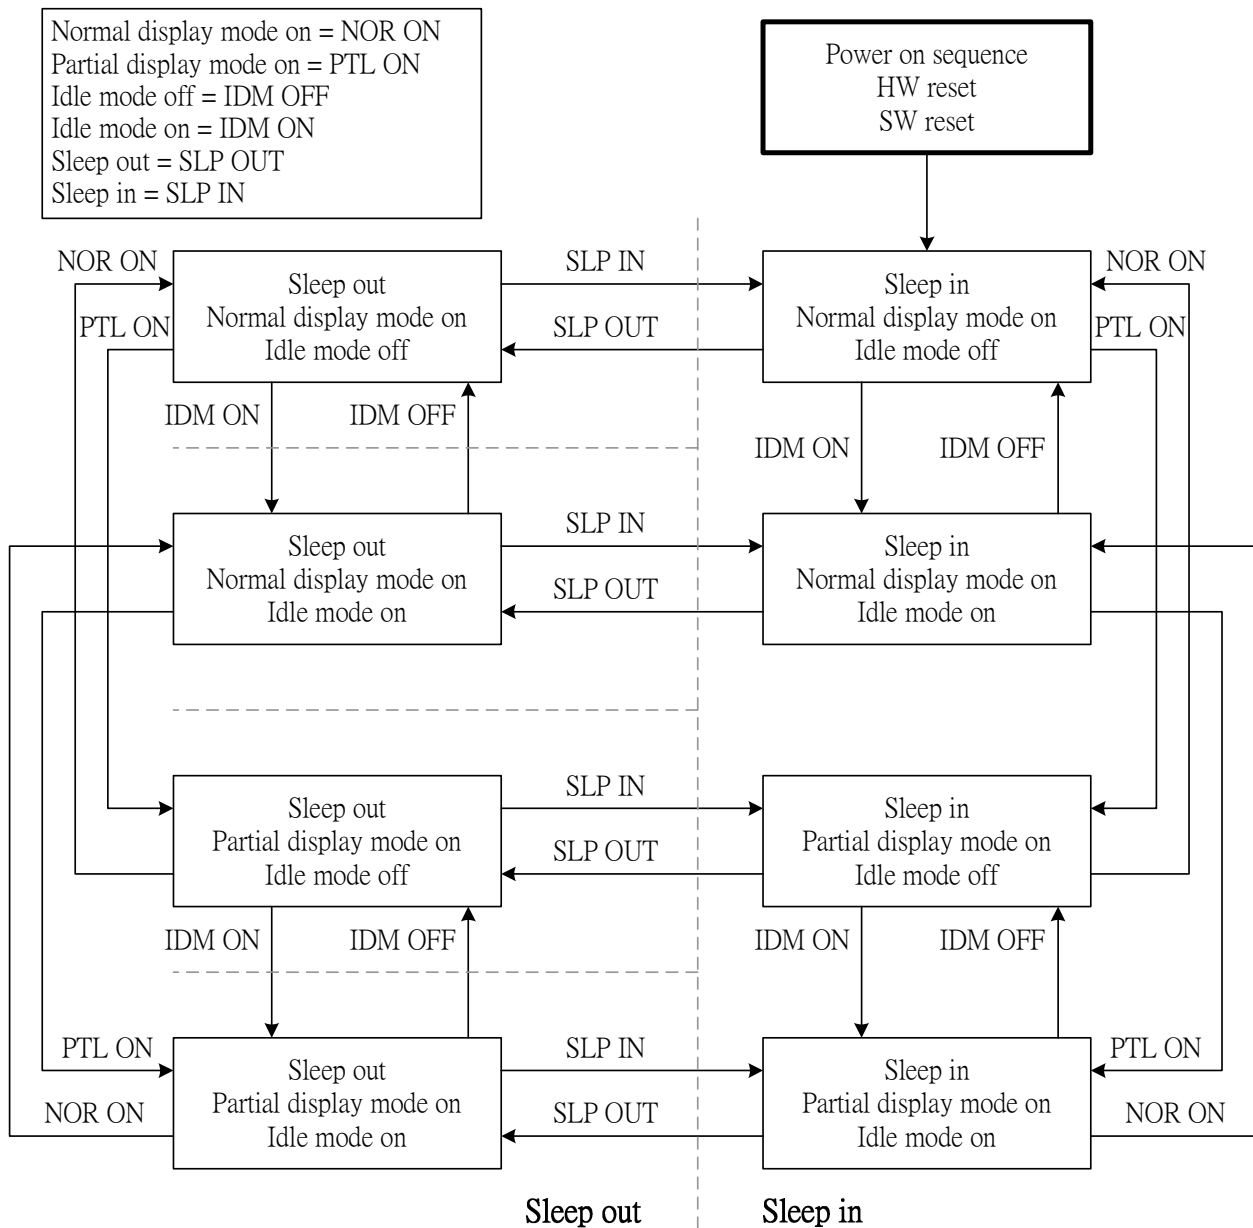 Normal display mode on = NOR ON
Partial display mode on = PTL ON
Idle mode off = IDM OFF
Idle mode on = IDM ON
Sleep out = SLP OUT
Sleep in = SLP IN
Power on sequence
HW reset
SW reset
NOR ON
PTL ON
Sleep out
Normal display mode on
Idle mode off
SLP IN
SLP OUT
Sleep in
Normal display mode on
Idle mode off
NOR ON
PTL ON
IDM ON
IDM OFF
IDM ON
IDM OFF
Sleep out
Normal display mode on
Idle mode on
SLP IN
SLP OUT
Sleep in
Normal display mode on
Idle mode on
Sleep out
Partial display mode on
Idle mode off
SLP IN
SLP OUT
Sleep in
Partial display mode on
Idle mode off
IDM ON
IDM OFF
IDM ON
IDM OFF
PTL ON
NOR ON
Sleep out
Partial display mode on
Idle mode on
SLP IN
SLP OUT
Sleep in
Partial display mode on
Idle mode on
PTL ON
NOR ON
Sleep out
Sleep in